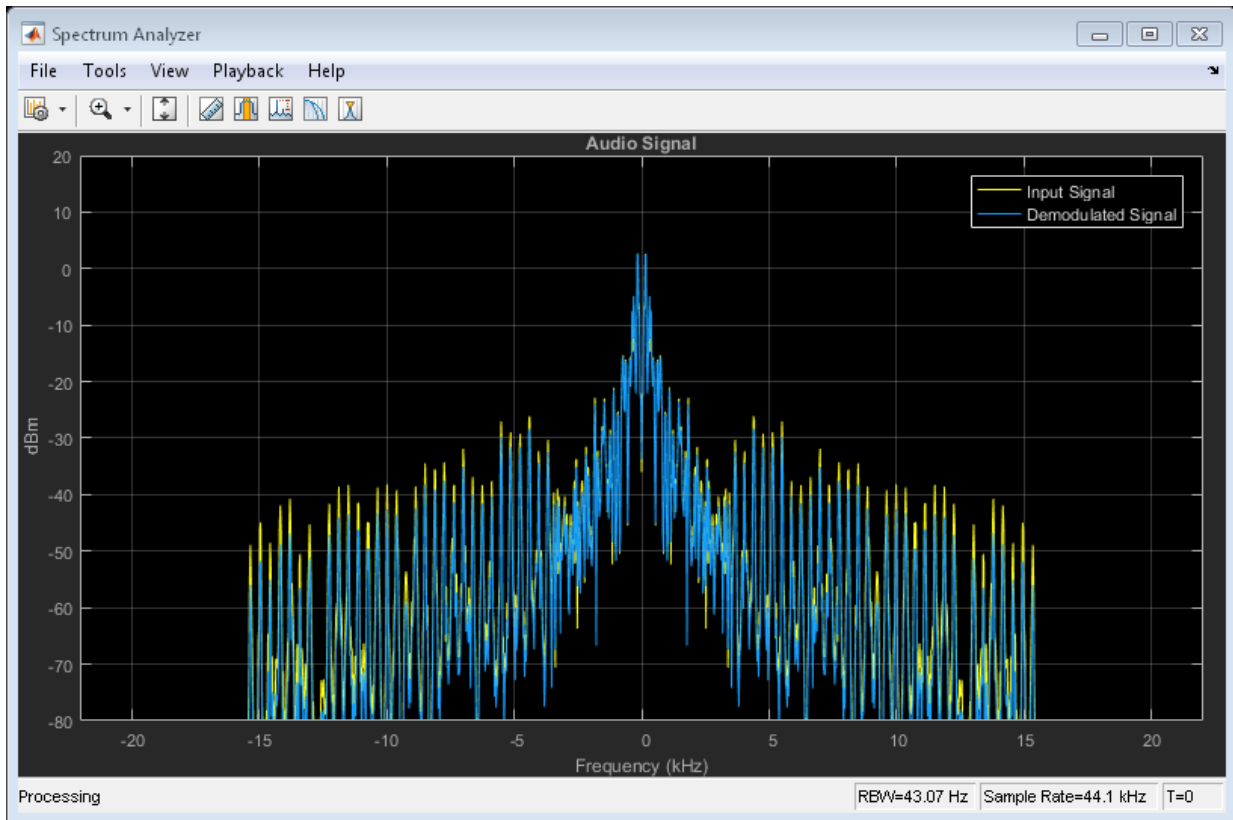 Spectrum Analyzer
File Tools View Playback Help
Audio Signal
20
10
0
-10
-20
-30
-40
-50
-60
-70
-80
dBm
Input Signal
Demodulated Signal
-20 -15 -10 -5 0 5 10 15 20
Frequency (kHz)
Processing RBW=43.07 Hz Sample Rate=44.1 kHz T=0